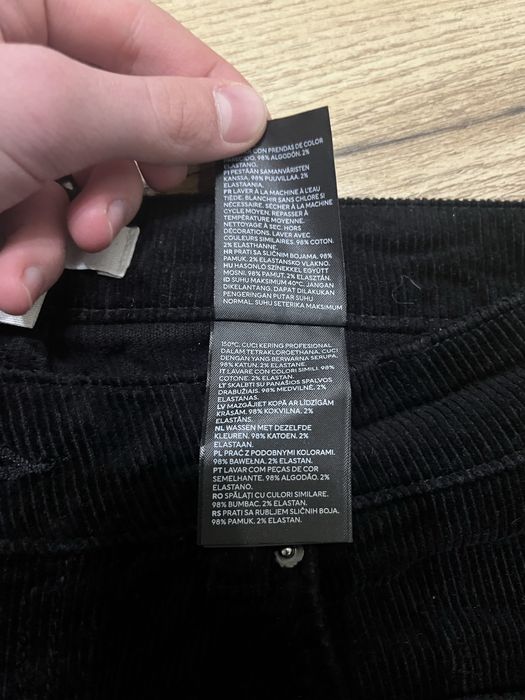 CON PRENDAS DE COLOR
PARECIDO. 98% ALGODÓN. 2%
ELASTANO.
FI PESTÄÄN SAMANVÄRISTEN
KANSSA. 98% PUUVILLAA. 2%
ELASTAANIA.
FR LAVER À LA MACHINE À L'EAU
TIÈDE. BLANCHIR SANS CHLORE SI
NÉCESSAIRE. SÉCHER À LA MACHINE
CYCLE MOYEN. REPASSER À
TEMPÉRATURE MOYENNE.
NETTOYAGE À SEC. HORS
DÉCORATIONS. LAVER AVEC
COULEURS SIMILAIRES. 98% COTON.
2% ELASTHANNE.
HR PRATI SA SLIČNIM BOJAMA. 98%
PAMUK. 2% ELASTANSKO VLAKNO.
HU HASONLÓ SZÍNEKKEL EGYÜTT
MOSNI. 98% PAMUT. 2% ELASZTÁN.
ID SUHU MAKSIMUM 40°C. JANGAN
DIKELANTANG. DAPAT DILAKUKAN
PENGERINGAN PUTAR SUHU
NORMAL. SUHU SETERIKA MAKSIMUM
150°C. CUCI KERING PROFESIONAL
DALAM TETRAKLOROETHANA. CUCI
DENGAN YANG BERWARNA SERUPA.
98% KATUN. 2% ELASTANE.
IT LAVARE CON COLORI SIMILI. 98%
COTONE. 2% ELASTAN.
LT SKALBTI SU PANAŠIOS SPALVOS
DRABUŽIAIS. 98% MEDVILNĖ. 2%
ELASTANAS.
LV MAZGĀJIET KOPĀ AR LĪDZĪGĀM
KRĀSĀM. 98% KOKVILNA. 2%
ELASTĀNS.
NL WASSEN MET DEZELFDE
KLEUREN. 98% KATOEN. 2%
ELASTAAN.
PL PRAĆ Z PODOBNYMI KOLORAMI.
98% BAWEŁNA. 2% ELASTAN.
PT LAVAR COM PEÇAS DE COR
SEMELHANTE. 98% ALGODÃO. 2%
ELASTANO.
RO SPĂLAȚI CU CULORI SIMILARE.
98% BUMBAC. 2% ELASTAN.
RS PRATI SA RUBLJEM SLIČNIH BOJA.
98% PAMUK. 2% ELASTAN.